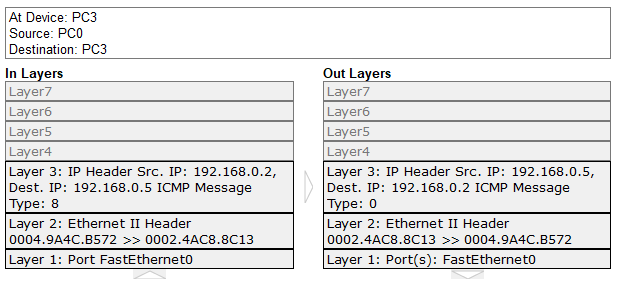 At Device: PC3
Source: PC0
Destination: PC3
In Layers
Layer7
Layer6
Layer5
Layer4
Layer 3: IP Header Src. IP: 192.168.0.2,
Dest. IP: 192.168.0.5 ICMP Message
Type: 8
Layer 2: Ethernet II Header
0004.9A4C.B572 >> 0002.4AC8.8C13
Layer 1: Port FastEthernet0
Out Layers
Layer7
Layer6
Layer5
Layer4
Layer 3: IP Header Src. IP: 192.168.0.5,
Dest. IP: 192.168.0.2 ICMP Message
Type: 0
Layer 2: Ethernet II Header
0002.4AC8.8C13 >> 0004.9A4C.B572
Layer 1: Port(s): FastEthernet0